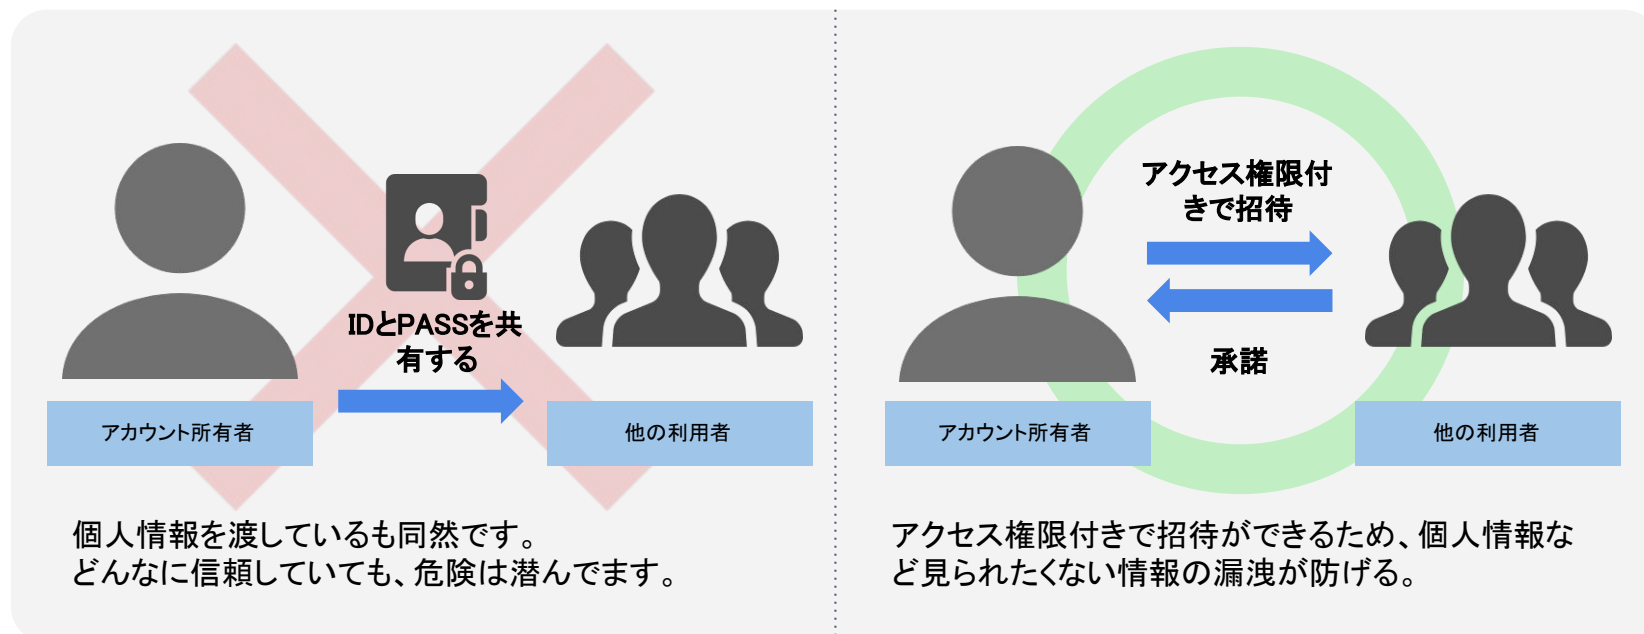 IDとPASSを共
有する
アカウント所有者
他の利用者
個人情報を渡しているも同然です。
どんなに信頼していても、危険は潜んでます。
アクセス権限付
きで招待
承諾
アカウント所有者
他の利用者
アクセス権限付きで招待ができるため、個人情報な
ど見られたくない情報の漏洩が防げる。